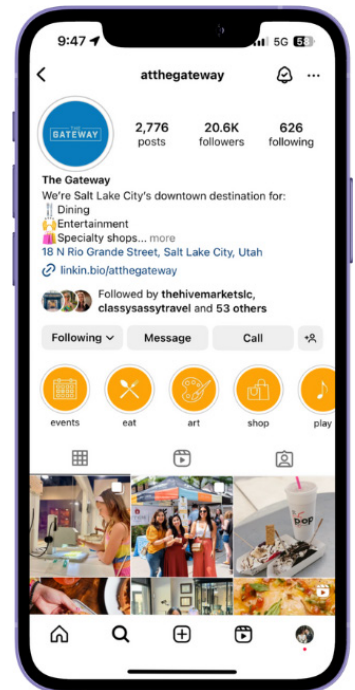 9:47
5G 58
atthegateway
THE
GATEWAY
2,776
posts
20.6K
followers
626
following
The Gateway
We're Salt Lake City's downtown destination for:
Dining
Entertainment
Specialty shops... more
18 N Rio Grande Street, Salt Lake City, Utah
linkin.bio/atthegateway
Followed by thehivemarketslc,
classysassytravel and 53 others
Following
Message
Call
events
eat
art
shop
play